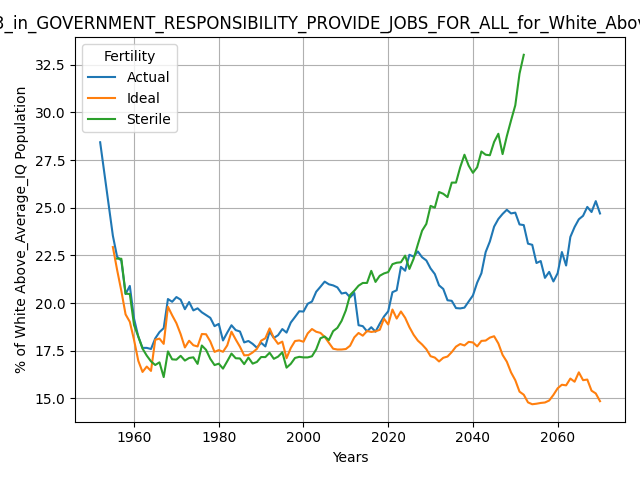 3_in_GOVERNMENT_RESPONSIBILITY_PROVIDE_JOBS_FOR_ALL_for_White_Abov
Fertility
Actual
Ideal
Sterile
% of White Above_Average_IQ Population
32.5
30.0
27.5
25.0
22.5
20.0
17.5
15.0
1960
1980
2000
2020
2040
2060
Years